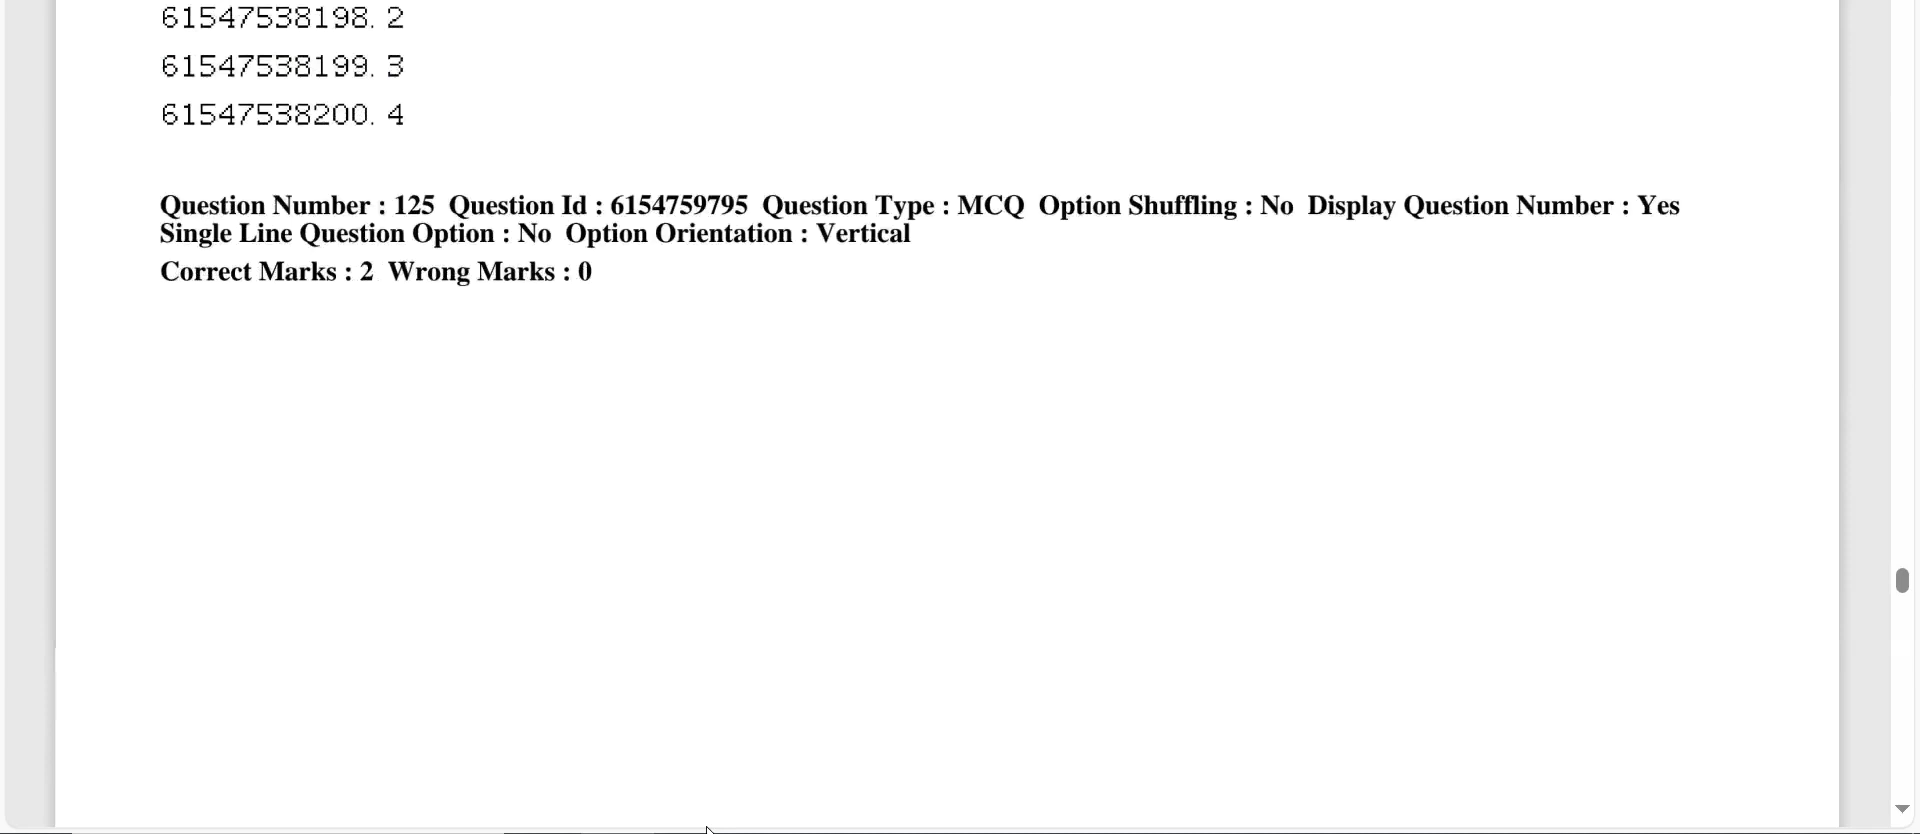 61547538198. 2
61547538199. 3
61547538200. 4
Question Number : 125 Question Id : 6154759795 Question Type : MCQ Option Shuffling : No Display Question Number : Yes
Single Line Question Option : No Option Orientation : Vertical
Correct Marks : 2 Wrong Marks : 0